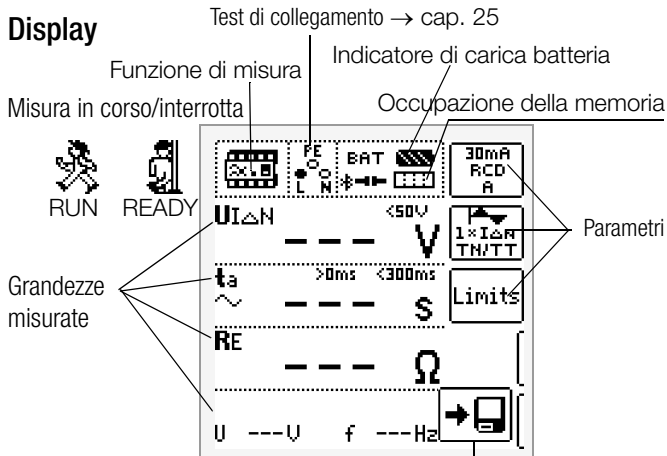 Display
Test di collegamento → cap. 25
Indicatore di carica batteria
Funzione di misura
Misura in corso/interrotta
Occupazione della memoria
RUN READY
PE
L N
BAT
30mA
RCD
A
UI△N <50V
--- V
1×I△N
TN/TT
Parametri
Grandezze
misurate
ta >0ms <300ms
~ --- s
Limits
RE
--- Ω
U ---V f ---Hz